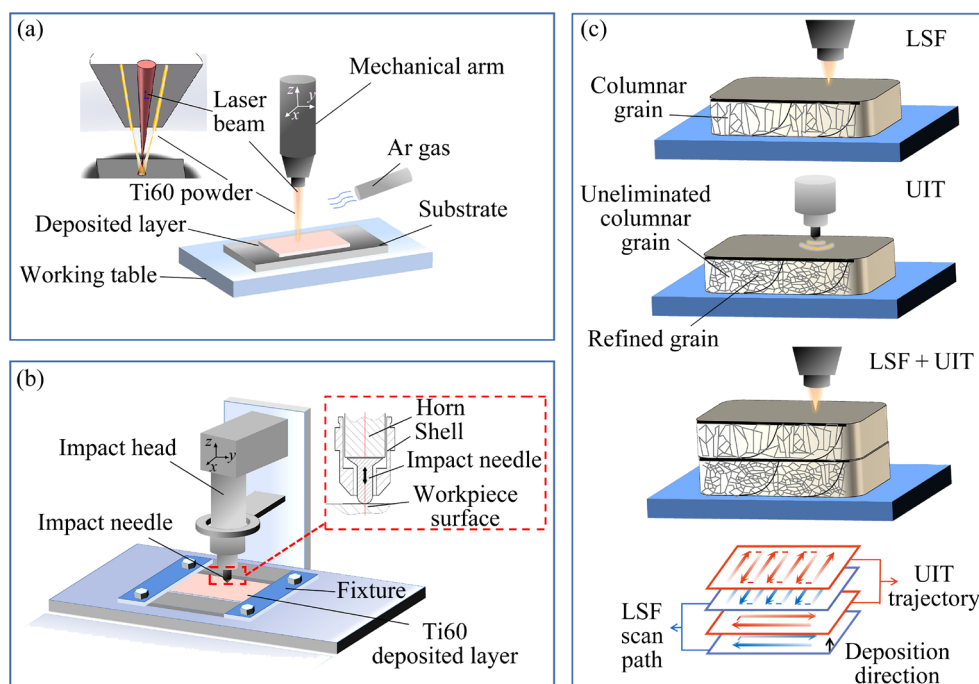 (a)
Mechanical arm
z
y
x
Laser
beam
Ar gas
Ti60 powder
Substrate
Deposited layer
Working table
(b)
Horn
Shell
Impact needle
Workpiece
surface
Impact head
z
y
x
Impact needle
Fixture
Ti60
deposited layer
(c)
LSF
Columnar
grain
UIT
Uneliminated
columnar
grain
Refined grain
LSF + UIT
UIT
trajectory
LSF
scan
path
Deposition
direction